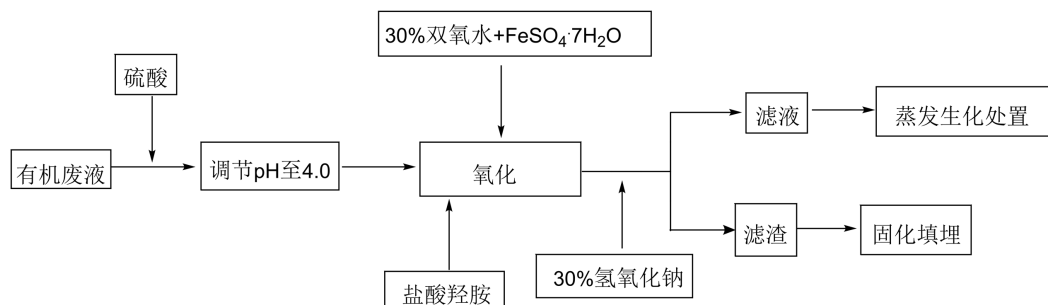 30%双氧水+FeSO₄·7H₂O
硫酸
滤液
蒸发生化处置
有机废液
调节pH至4.0
氧化
滤渣
固化填埋
盐酸羟胺
30%氢氧化钠